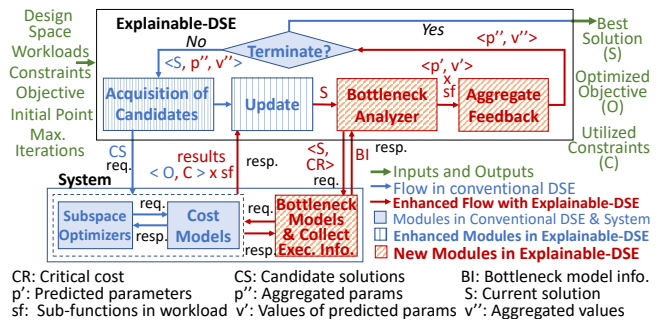 Design
Space
Workloads
Constraints
Objective
Initial Point
Max.
Iterations
Explainable-DSE
No
Terminate?
Yes
<S, p'', v''>
<p'', v''>
<p', v'>
x
sf
Acquisition of
Candidates
Update
S
Bottleneck
Analyzer
Aggregate
Feedback
Best
Solution
(S)
Optimized
Objective
(O)
Utilized
Constraints
(C)
CS
req.
results
< O, C > x sf
resp.
<S,
CR>
req.
BI
resp.
System
Subspace
Optimizers
req.
resp.
Cost
Models
req.
resp.
Bottleneck
Models
& Collect
Exec. Info.
Inputs and Outputs
Flow in conventional DSE
Enhanced Flow with Explainable-DSE
Modules in Conventional DSE & System
Enhanced Modules in Explainable-DSE
New Modules in Explainable-DSE
CR: Critical cost
CS: Candidate solutions
BI: Bottleneck model info.
p': Predicted parameters
p'': Aggregated params
S: Current solution
sf: Sub-functions in workload
v': Values of predicted params
v'': Aggregated values